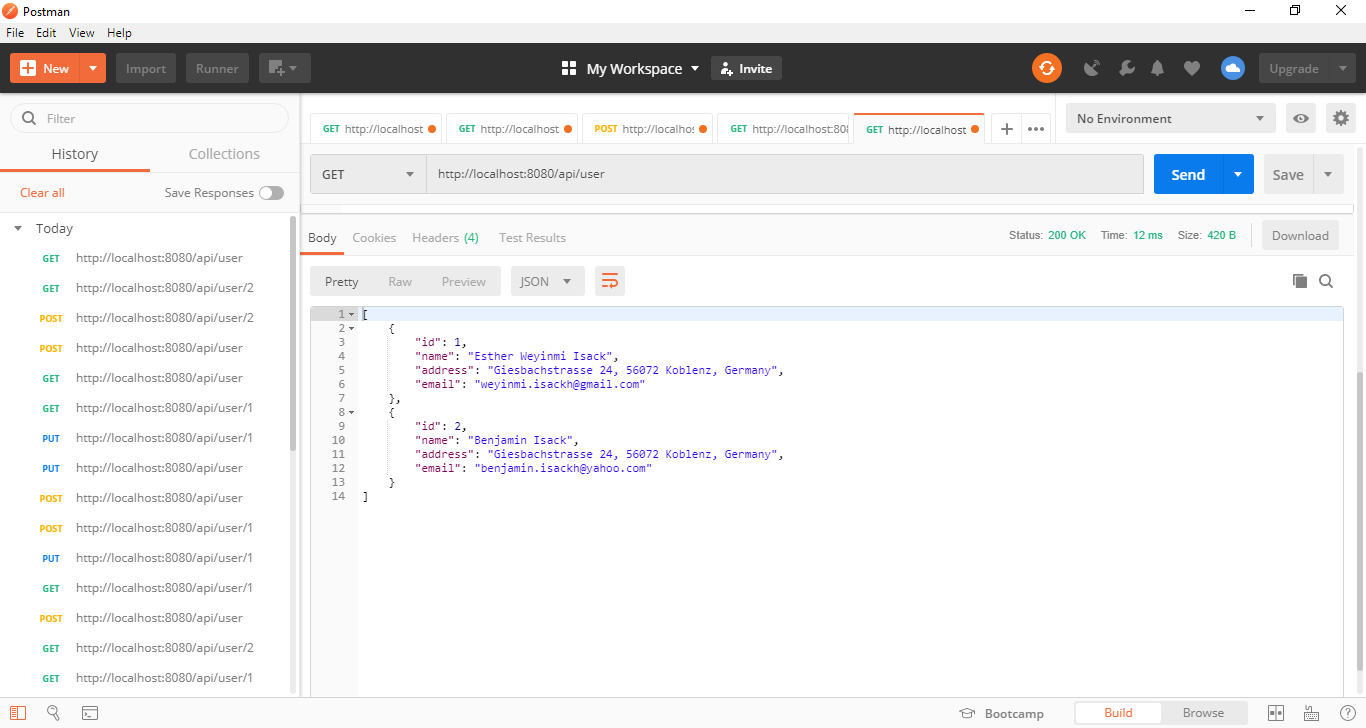 Postman
File Edit View Help
New Import Runner My Workspace Invite Upgrade
Filter
History Collections
Clear all Save Responses
Today
GET http://localhost:8080/api/user
GET http://localhost:8080/api/user/2
POST http://localhost:8080/api/user/2
POST http://localhost:8080/api/user
GET http://localhost:8080/api/user
GET http://localhost:8080/api/user/1
PUT http://localhost:8080/api/user/1
PUT http://localhost:8080/api/user
POST http://localhost:8080/api/user
POST http://localhost:8080/api/user/1
PUT http://localhost:8080/api/user/1
GET http://localhost:8080/api/user/1
POST http://localhost:8080/api/user
GET http://localhost:8080/api/user/2
GET http://localhost:8080/api/user/1
GET http://localhost GET http://localhost POST http://localhos GET http://localhost:80 GET http://localhost + ••• No Environment
GET http://localhost:8080/api/user Send Save
Body Cookies Headers (4) Test Results Status: 200 OK Time: 12 ms Size: 420 B Download
Pretty Raw Preview JSON
1 [
2 {
3 "id": 1,
4 "name": "Esther Weyinmi Isack",
5 "address": "Giesbachstrasse 24, 56072 Koblenz, Germany",
6 "email": "weyinmi.isackh@gmail.com"
7 },
8 {
9 "id": 2,
10 "name": "Benjamin Isack",
11 "address": "Giesbachstrasse 24, 56072 Koblenz, Germany",
12 "email": "benjamin.isackh@yahoo.com"
13 }
14 ]
Bootcamp Build Browse ?